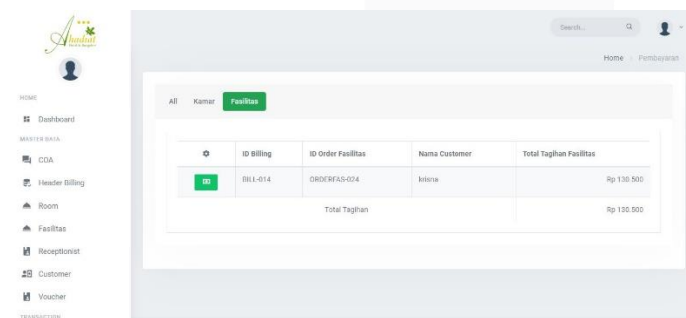 Ahadiat
Search...
Home Pembayaran
HOME
Dashboard
MASTER DATA
COA
Header Billing
Room
Fasilitas
Receptionist
Customer
Voucher
TRANSACTION
All Kamar Fasilitas
ID Billing ID Order Fasilitas Nama Customer Total Tagihan Fasilitas
BILL-014 ORDERFAS-024 krisna Rp 130.500
Total Tagihan Rp 130.500